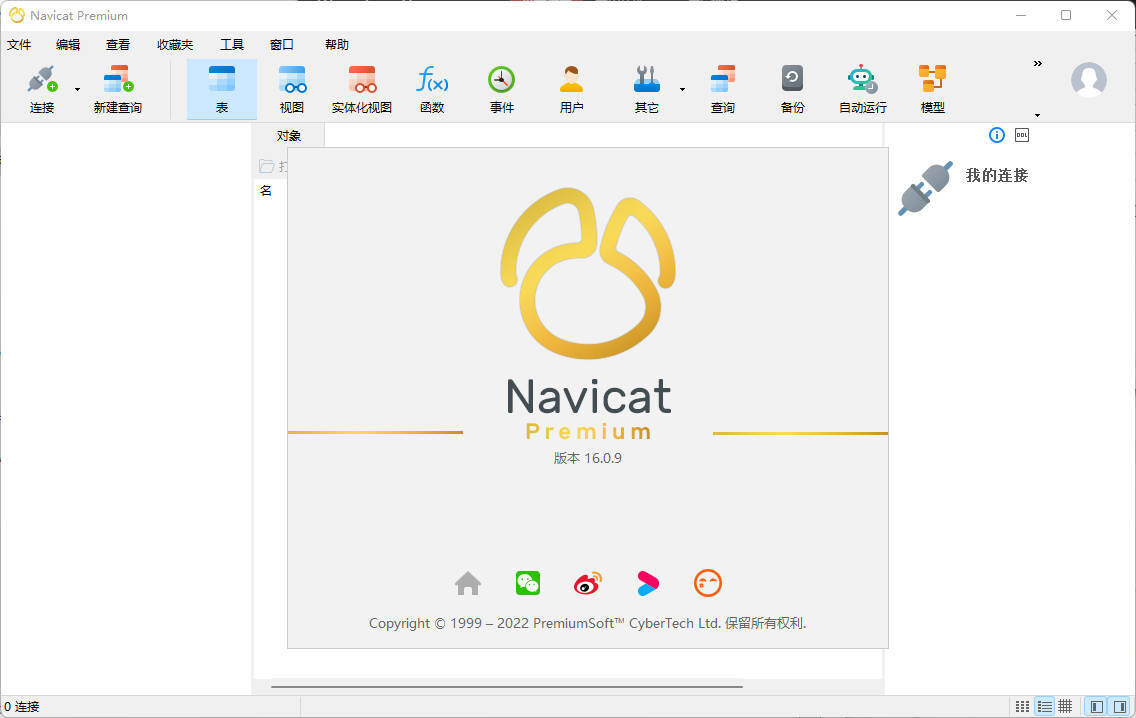 Navicat Premium
文件 编辑 查看 收藏夹 工具 窗口 帮助
连接 新建查询 表 视图 实体化视图 函数 事件 用户 其它 查询 备份 自动运行 模型
f(x)
»
对象
DDL
我的连接
名
Navicat
Premium
版本 16.0.9
Copyright © 1999 – 2022 PremiumSoft™ CyberTech Ltd. 保留所有权利.
0 连接